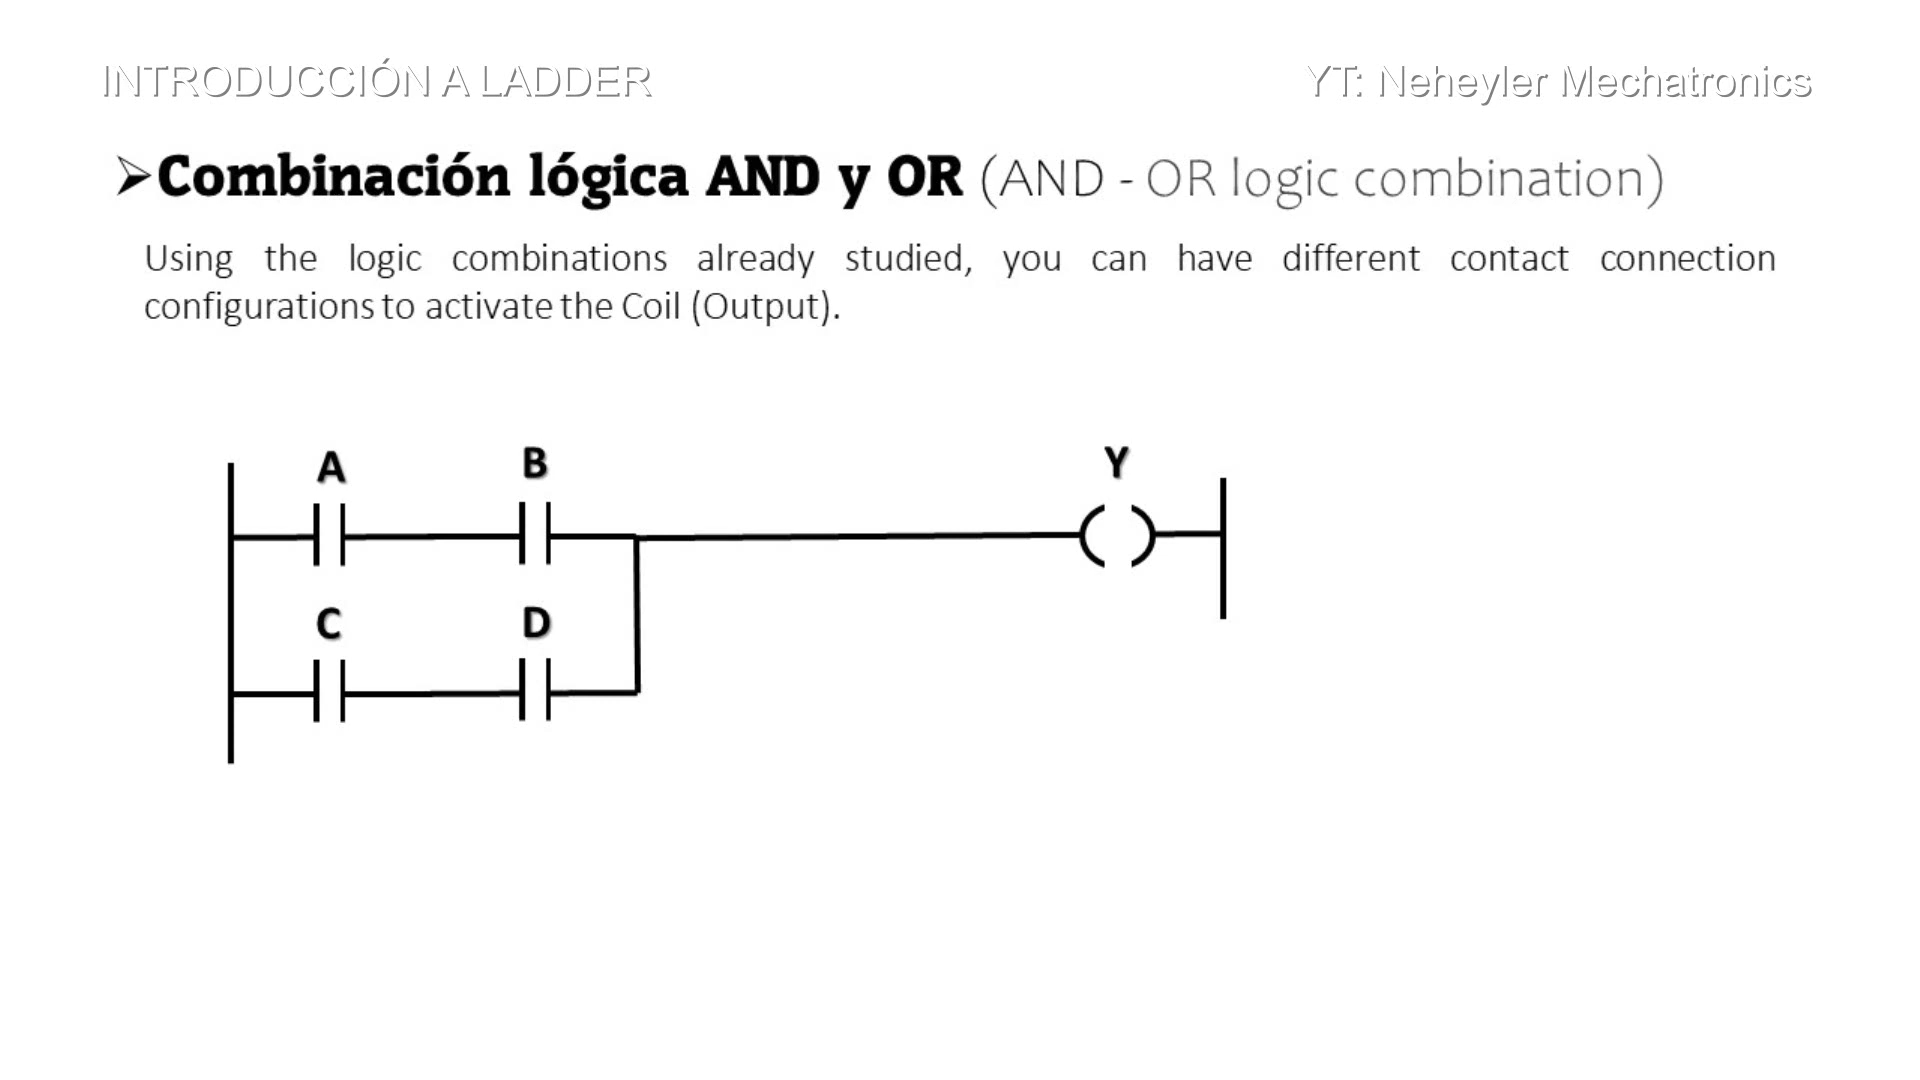 INTRODUCCIÓN A LADDER
YT: Neheyler Mechatronics
➢Combinación lógica AND y OR (AND - OR logic combination)
Using the logic combinations already studied, you can have different contact connection
configurations to activate the Coil (Output).
A B Y
C D